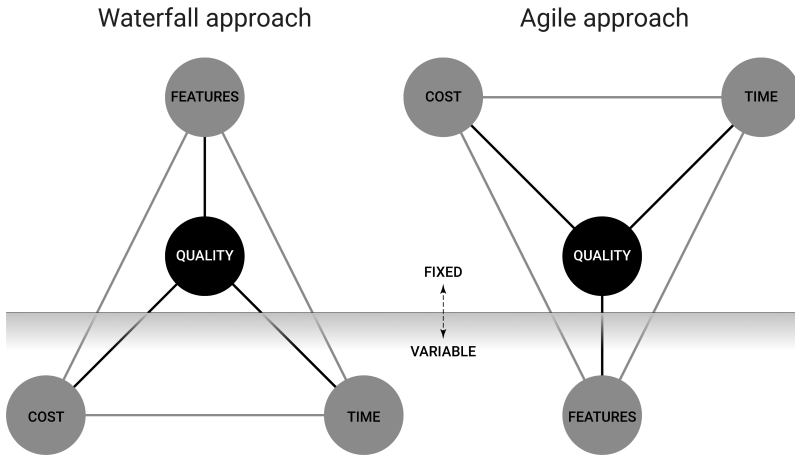 Waterfall approach
Agile approach
FEATURES
COST
TIME
QUALITY
QUALITY
FIXED
VARIABLE
COST
TIME
FEATURES